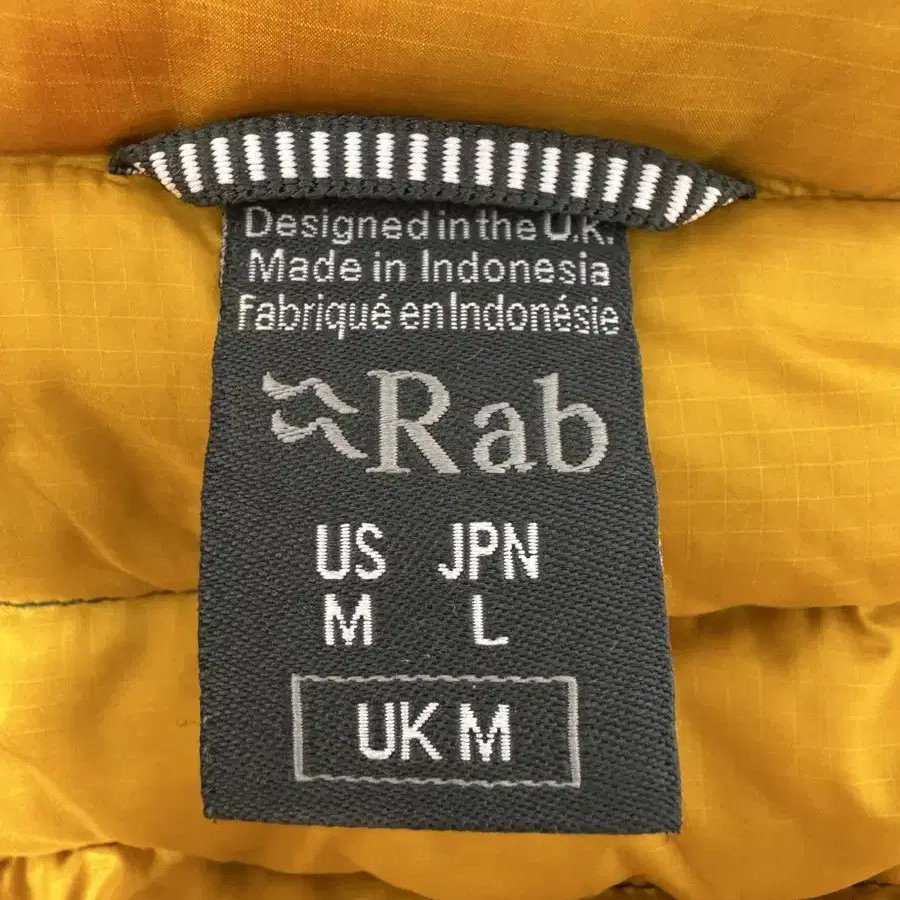 Designed in the U.K.
Made in Indonesia
Fabriqué en Indonésie
Rab
US JPN
M L
UK M